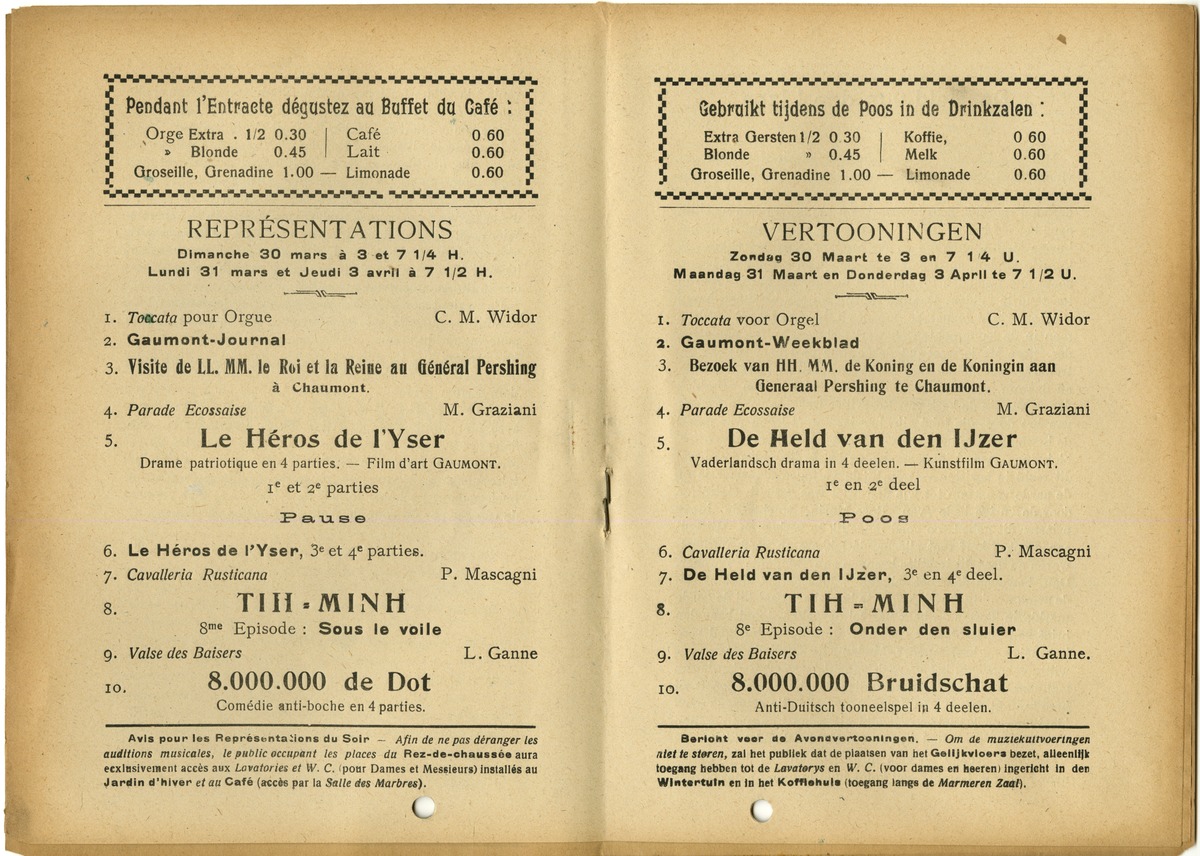 Pendant l'Entracte dégustez au Buffet du Café :
Orge Extra . 1/2 0.30 | Café 0 60
» Blonde 0.45 | Lait 0.60
Groseille, Grenadine 1.00 — Limonade 0.60
REPRÉSENTATIONS
Dimanche 30 mars à 3 et 7 1/4 H.
Lundi 31 mars et Jeudi 3 avril à 7 1/2 H.
1. Toccata pour Orgue C. M. Widor
2. Gaumont-Journal
3. Visite de LL. MM. le Roi et la Reine au Général Pershing
à Chaumont.
4. Parade Ecossaise M. Graziani
5. Le Héros de l'Yser
Drame patriotique en 4 parties. — Film d'art GAUMONT.
1e et 2e parties
Pause
6. Le Héros de l'Yser, 3e et 4e parties.
7. Cavalleria Rusticana P. Mascagni
8. TIH-MINH
8me Episode : Sous le voile
9. Valse des Baisers L. Ganne
10. 8.000.000 de Dot
Comédie anti-boche en 4 parties.
Avis pour les Représentations du Soir — Afin de ne pas déranger les
auditions musicales, le public occupant les places du Rez-de-chaussée aura
ecxlusivement accès aux Lavatories et W. C. (pour Dames et Messieurs) installés au
Jardin d'hiver et au Café (accès par la Salle des Marbres).
Gebruikt tijdens de Poos in de Drinkzalen :
Extra Gersten 1/2 0.30 | Koffie, 0 60
Blonde » 0.45 | Melk 0.60
Groseille, Grenadine 1.00 — Limonade 0.60
VERTOONINGEN
Zondag 30 Maart te 3 en 7 1 4 U.
Maandag 31 Maart en Donderdag 3 April te 7 1/2 U.
1. Toccata voor Orgel C. M. Widor
2. Gaumont-Weekblad
3. Bezoek van HH. MM. de Koning en de Koningin aan
Generaal Pershing te Chaumont.
4. Parade Ecossaise M. Graziani
5. De Held van den IJzer
Vaderlandsch drama in 4 deelen. — Kunstfilm GAUMONT.
1e en 2e deel
Poos
6. Cavalleria Rusticana P. Mascagni
7. De Held van den IJzer, 3e en 4e deel.
8. TIH-MINH
8e Episode : Onder den sluier
9. Valse des Baisers L. Ganne.
10. 8.000.000 Bruidschat
Anti-Duitsch tooneelspel in 4 deelen.
Bericht voor de Avondvertooningen. — Om de muziekuitvoeringen
niet te storen, zal het publiek dat de plaatsen van het Gelijkvloers bezet, alleenlijk
toegang hebben tot de Lavatorys en W. C. (voor dames en heeren) ingericht in den
Wintertuin en in het Koffiehuis (toegang langs de Marmeren Zaal).